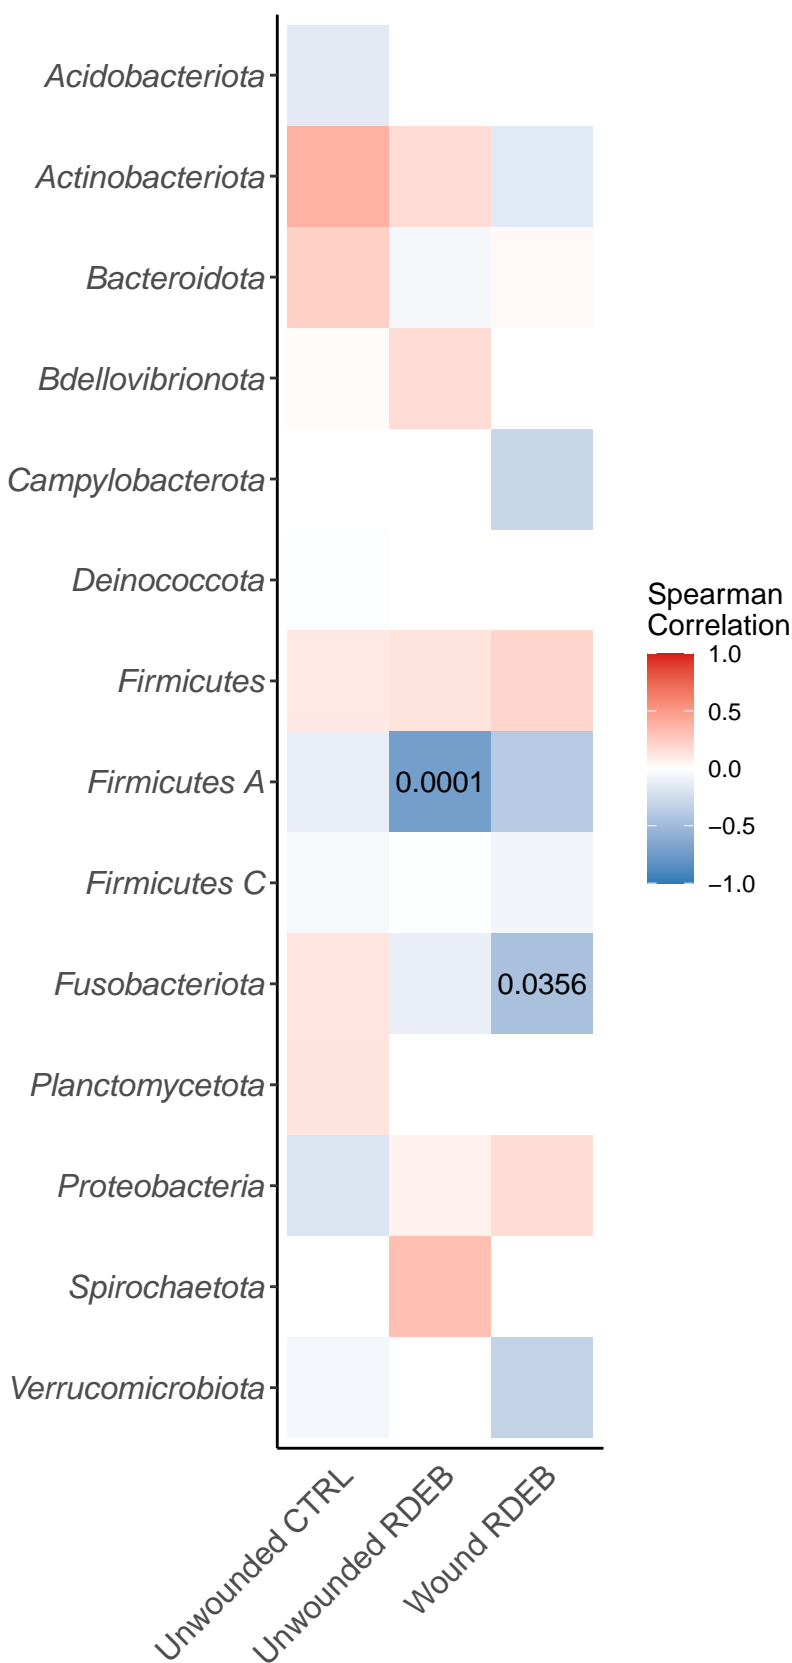 Acidobacteriota
Actinobacteriota
Bacteroidota
Bdellovibrionota
Campylobacterota
Deinococcota
Firmicutes
Firmicutes A
0.0001
Firmicutes C
Fusobacteriota
0.0356
Planctomycetota
Proteobacteria
Spirochaetota
Verrucomicrobiota
Unwounded CTRL
Unwounded RDEB
Wound RDEB
Spearman
Correlation
1.0
0.5
0.0
−0.5
−1.0